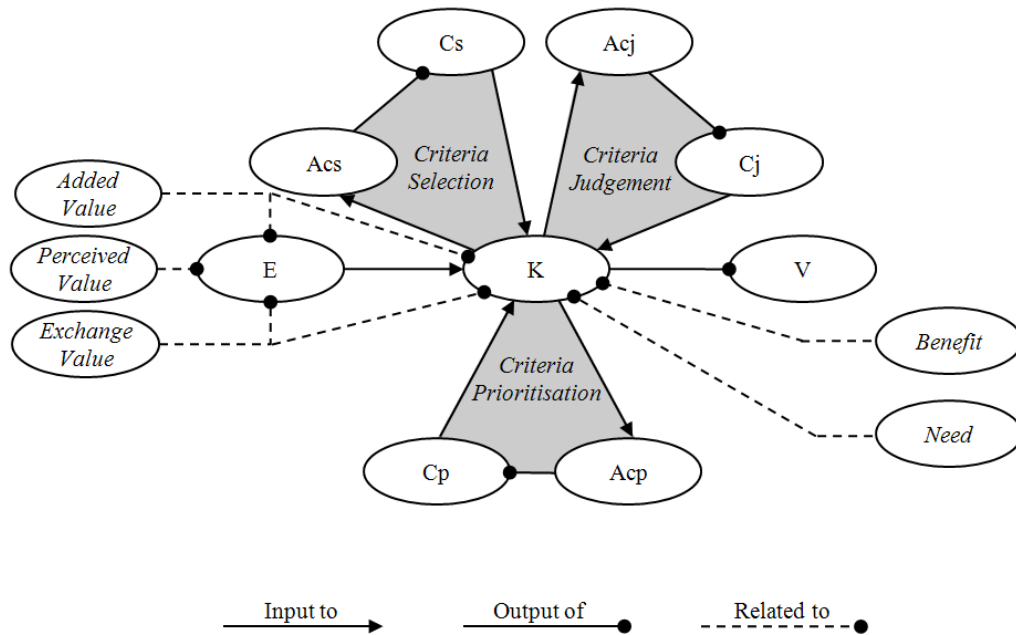 Cs
Acj
Acs
Criteria
Selection
Criteria
Judgement
Cj
Added
Value
Perceived
Value
E
K
V
Exchange
Value
Benefit
Criteria
Prioritisation
Need
Cp
Acp
Input to
Output of
Related to